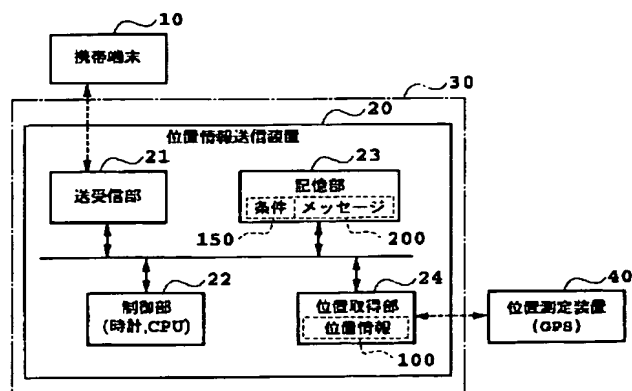 10
携帯端末
30
20
位置情報送信装置
21
送受信部
23
記憶部
条件 メッセージ
150
200
22
制御部
(時計,CPU)
24
位置取得部
位置情報
100
40
位置測定装置
(GPS)